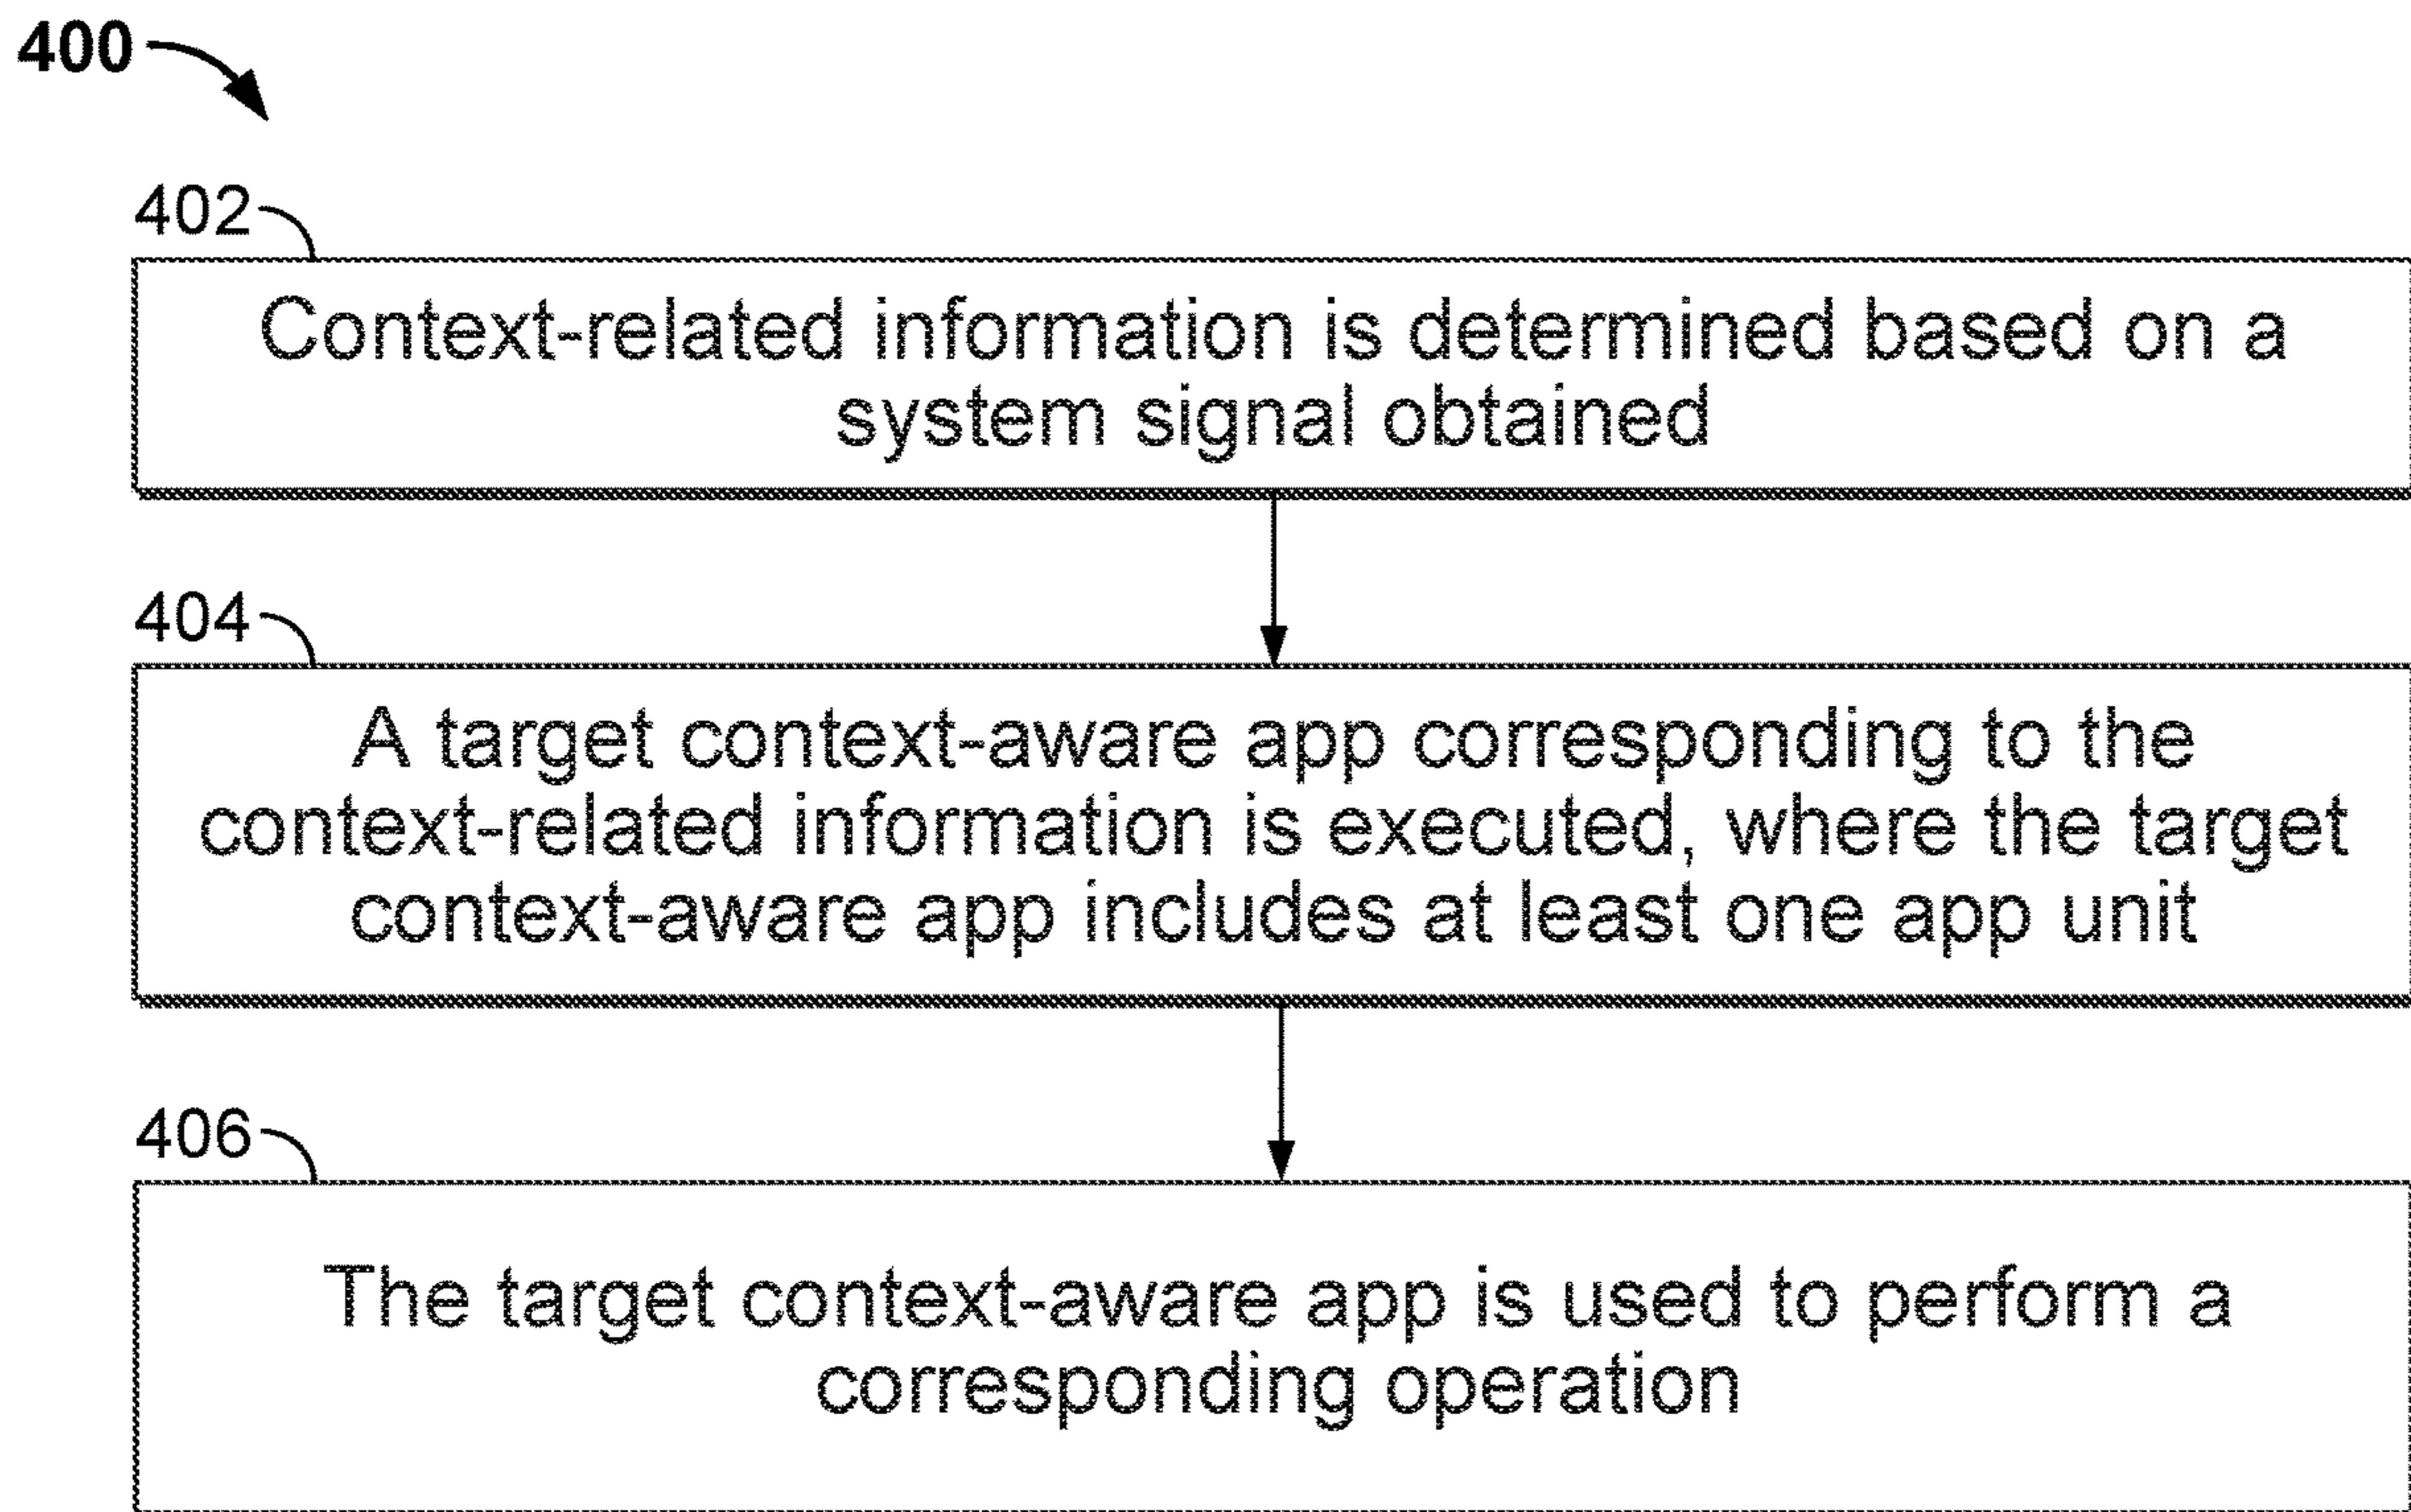 400
402
Context-related information is determined based on a
system signal obtained
404
A target context-aware app corresponding to the
context-related information is executed, where the target
context-aware app includes at least one app unit
406
The target context-aware app is used to perform a
corresponding operation